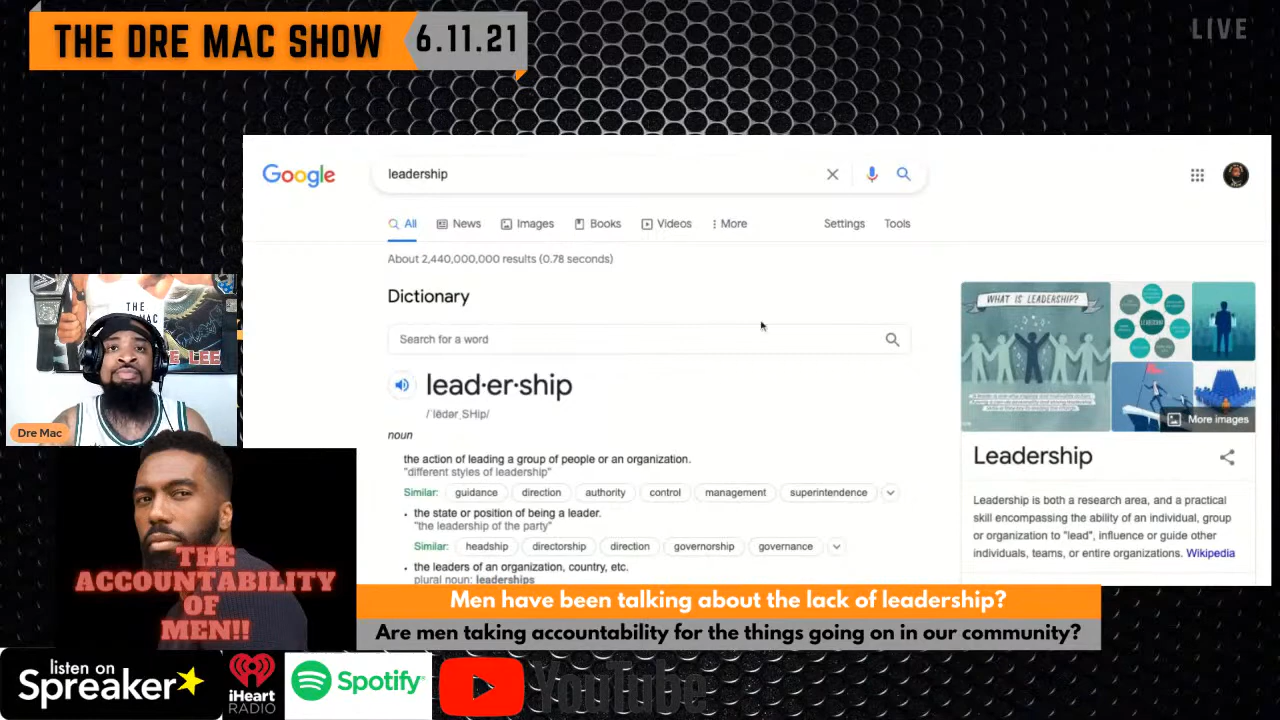 THE DRE MAC SHOW
6.11.21
LIVE
Google
leadership
All
News
Images
Books
Videos
More
Settings
Tools
About 2,440,000,000 results (0.78 seconds)
Dictionary
Search for a word
lead·er·ship
/ˈlēdərˌSHip/
noun
the action of leading a group of people or an organization.
"different styles of leadership"
Similar: guidance direction authority control management superintendence
• the state or position of being a leader.
"the leadership of the party"
Similar: headship directorship direction governorship governance
• the leaders of an organization, country, etc.
plural noun: leaderships
WHAT IS LEADERSHIP?
LEADERSHIP
More images
Leadership
Leadership is both a research area, and a practical
skill encompassing the ability of an individual, group
or organization to "lead", influence or guide other
individuals, teams, or entire organizations. Wikipedia
THE
LEE
Dre Mac
THE
ACCOUNTABILITY
OF
MEN!!
Men have been talking about the lack of leadership?
Are men taking accountability for the things going on in our community?
listen on
Spreaker
iHeart
RADIO
Spotify
YouTube